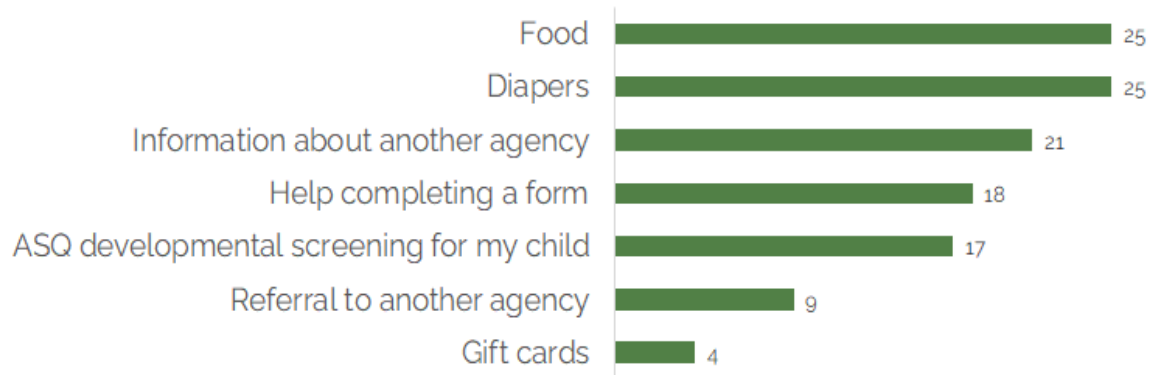 Food 25
Diapers 25
Information about another agency 21
Help completing a form 18
ASQ developmental screening for my child 17
Referral to another agency 9
Gift cards 4